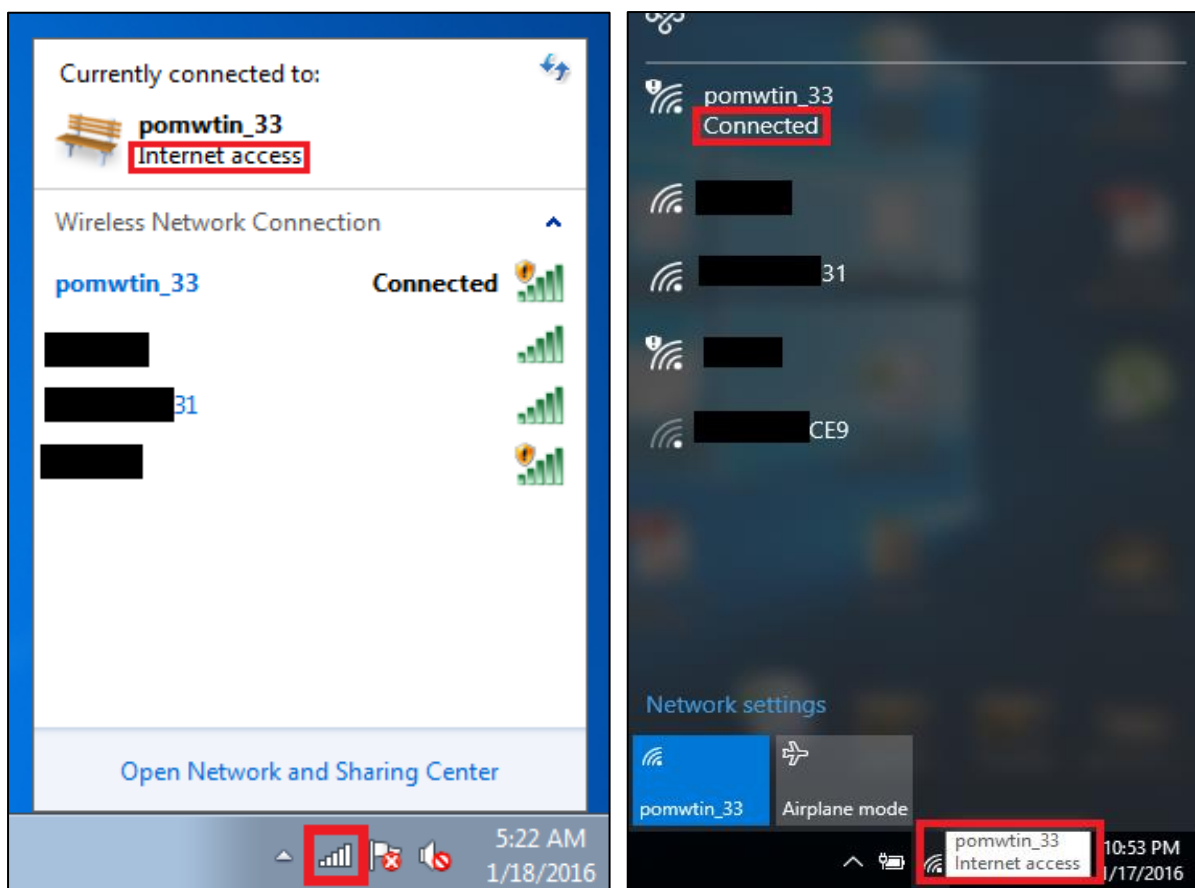 Currently connected to:
pomwtin_33
Internet access
Wireless Network Connection
pomwtin_33 Connected
31
Open Network and Sharing Center
5:22 AM
1/18/2016
pomwtin_33
Connected
31
CE9
Network settings
pomwtin_33 Airplane mode
pomwtin_33
Internet access
10:53 PM
1/17/2016